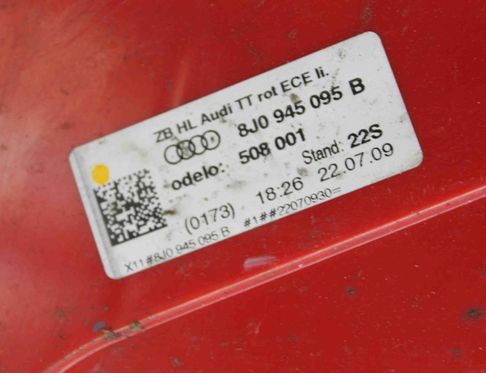 ZB HL Audi TT rot ECE li.
8J0 945 095 B
odelo: 508 001 Stand: 22S
(0173) 18:26 22.07.09
X11#8J0 945 095 B #1##22070930=